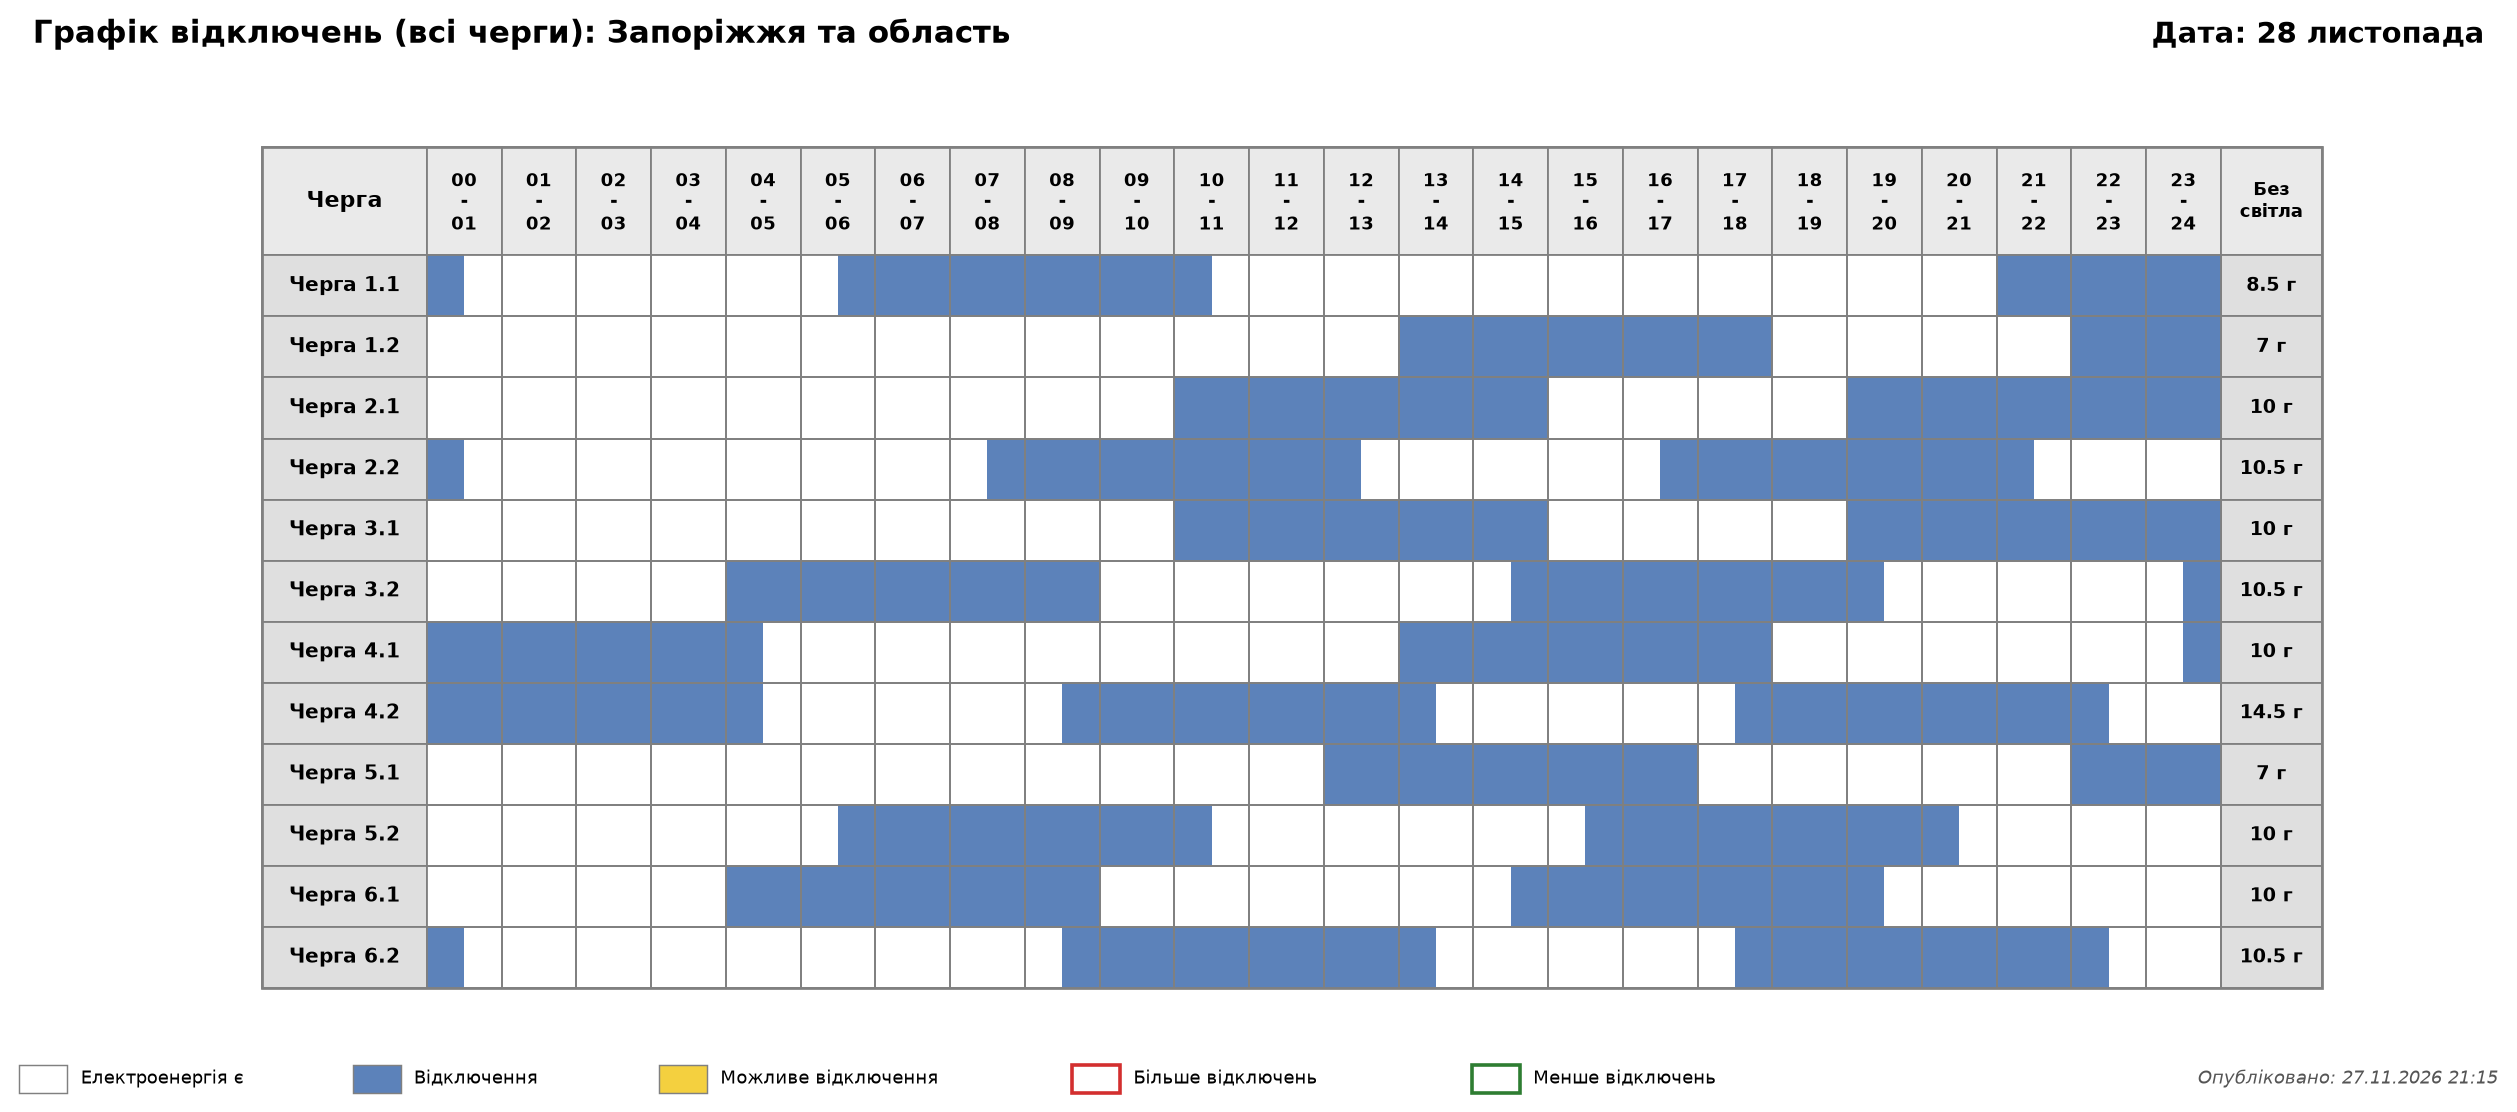 Графік відключень (всі черги): Запоріжжя та область
Дата: 28 листопада
Черга 00 - 01 01 - 02 02 - 03 03 - 04 04 - 05 05 - 06 06 - 07 07 - 08 08 - 09 09 - 10 10 - 11 11 - 12 12 - 13 13 - 14 14 - 15 15 - 16 16 - 17 17 - 18 18 - 19 19 - 20 20 - 21 21 - 22 22 - 23 23 - 24 Без світла
Черга 1.1 8.5 г
Черга 1.2 7 г
Черга 2.1 10 г
Черга 2.2 10.5 г
Черга 3.1 10 г
Черга 3.2 10.5 г
Черга 4.1 10 г
Черга 4.2 14.5 г
Черга 5.1 7 г
Черга 5.2 10 г
Черга 6.1 10 г
Черга 6.2 10.5 г
Електроенергія є
Відключення
Можливе відключення
Більше відключень
Менше відключень
Опубліковано: 27.11.2026 21:15